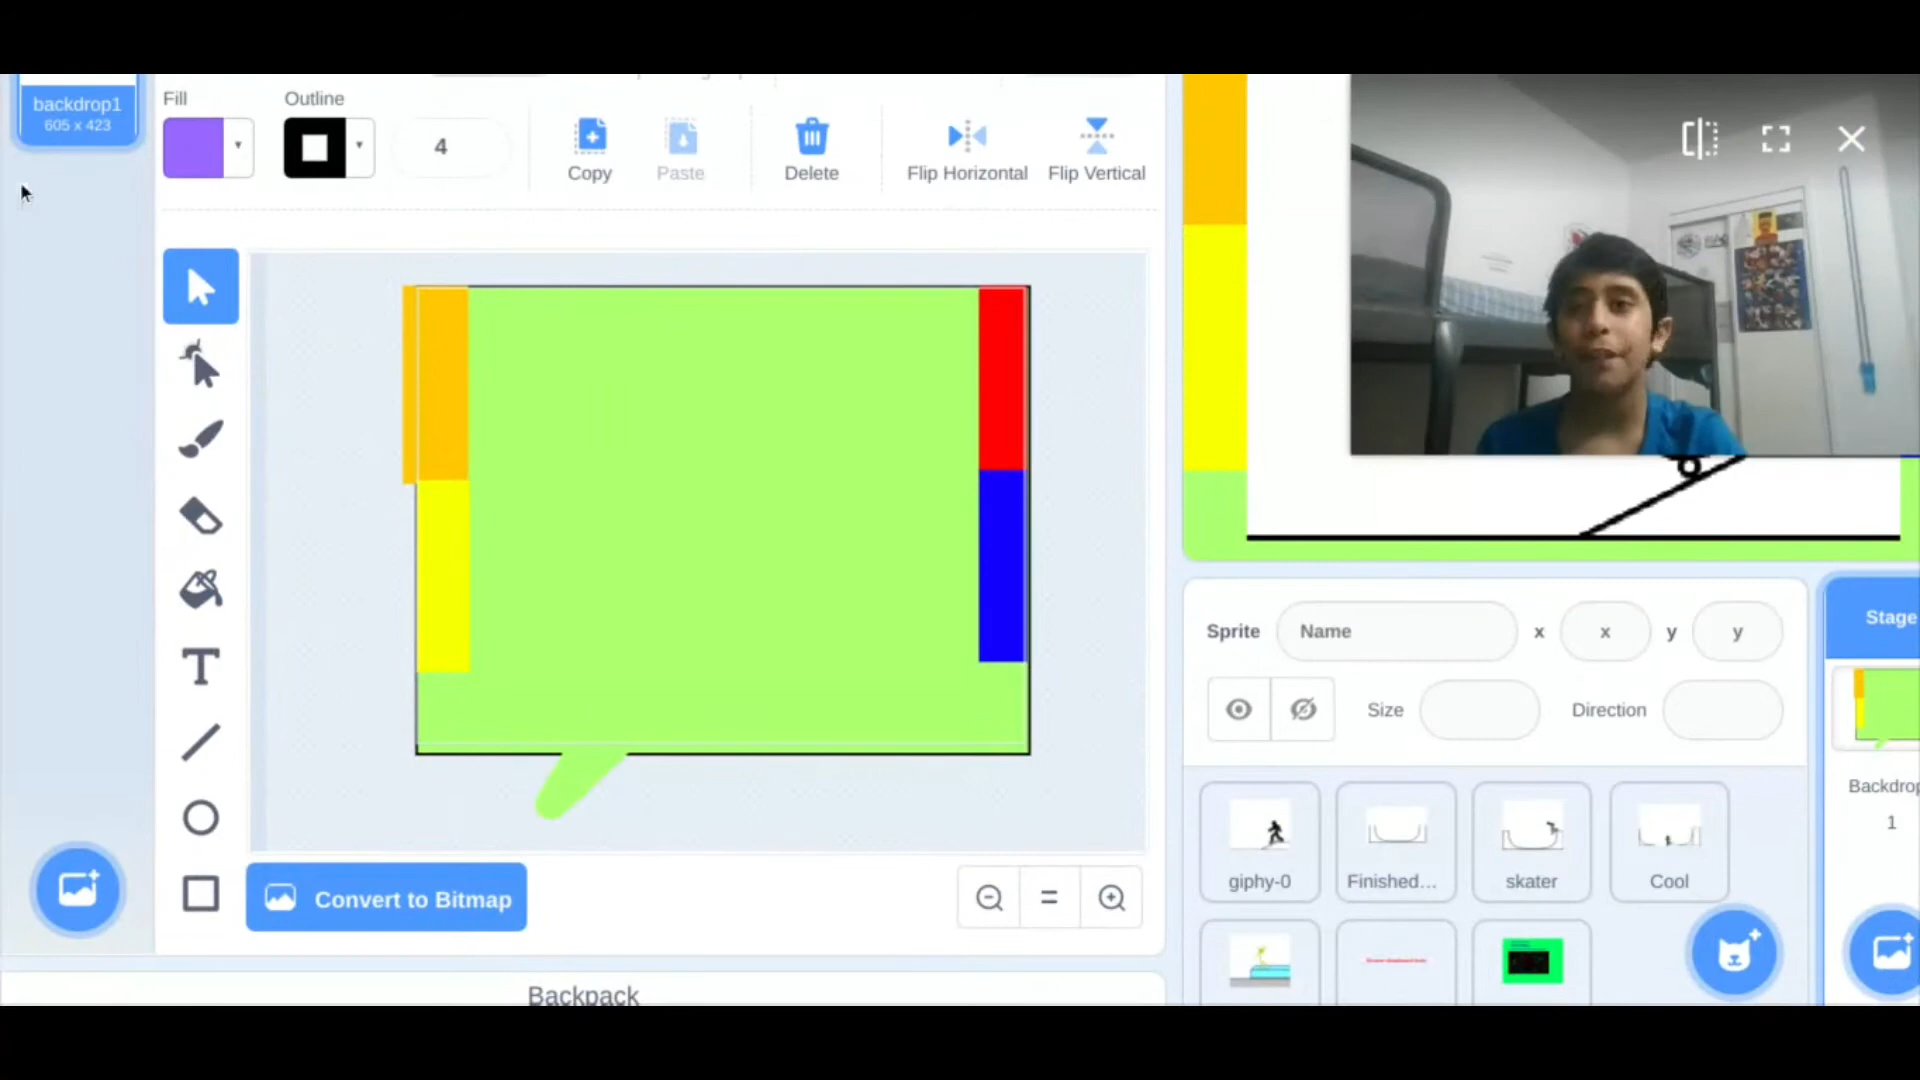 backdrop1
605 x 423
Fill
Outline
4
Copy
Paste
Delete
Flip Horizontal
Flip Vertical
Convert to Bitmap
Backpack
Sprite
Name
x
x
y
y
Size
Direction
Stage
giphy-0
Finished...
skater
Cool
Backdrop
1